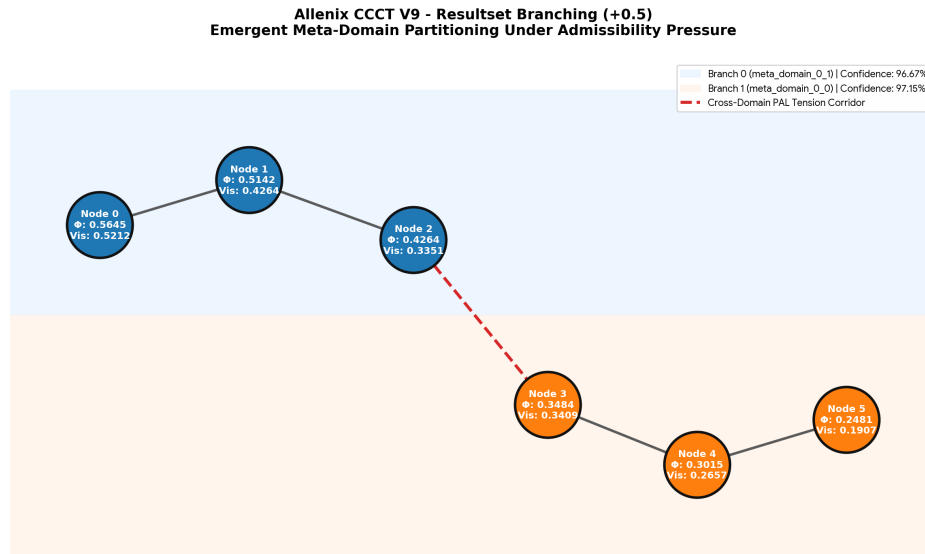 Allenix CCCT V9 - Resultset Branching (+0.5)
Emergent Meta-Domain Partitioning Under Admissibility Pressure
Branch 0 (meta_domain_0_1) | Confidence: 96.67%
Branch 1 (meta_domain_0_0) | Confidence: 97.15%
Cross-Domain PAL Tension Corridor
Node 1
Φ: 0.5142
Vis: 0.4264
Node 0
Φ: 0.5645
Vis: 0.5212
Node 2
Φ: 0.4264
Vis: 0.3351
Node 3
Φ: 0.3484
Vis: 0.3409
Node 5
Φ: 0.2481
Vis: 0.1907
Node 4
Φ: 0.3015
Vis: 0.2657